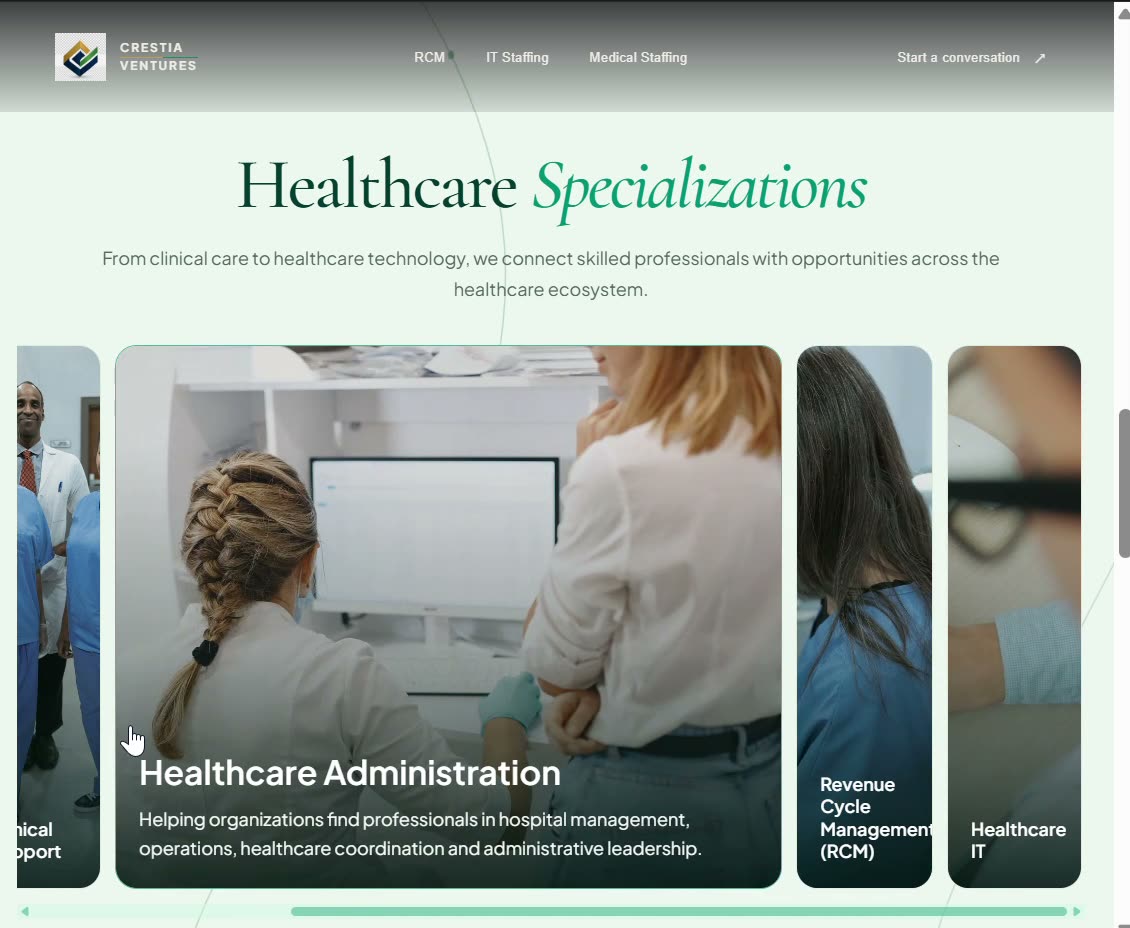 CRESTIA
VENTURES
RCM
IT Staffing
Medical Staffing
Start a conversation ↗
Healthcare Specializations
From clinical care to healthcare technology, we connect skilled professionals with opportunities across the
healthcare ecosystem.
nical
pport
Healthcare Administration
Helping organizations find professionals in hospital management,
operations, healthcare coordination and administrative leadership.
Revenue
Cycle
Management
(RCM)
Healthcare
IT